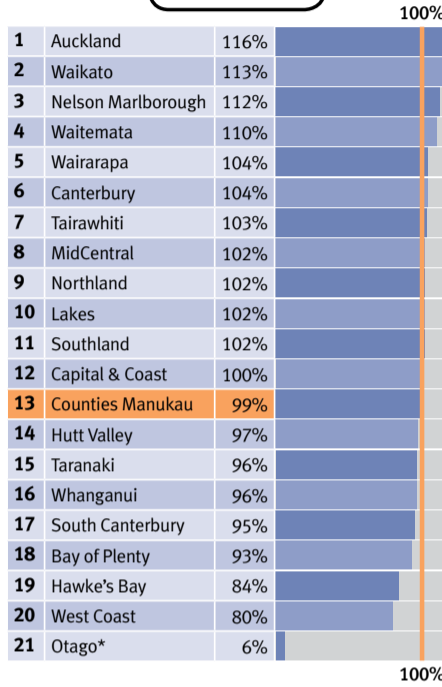 100%
1 Auckland 116%
2 Waikato 113%
3 Nelson Marlborough 112%
4 Waitemata 110%
5 Wairarapa 104%
6 Canterbury 104%
7 Tairawhiti 103%
8 MidCentral 102%
9 Northland 102%
10 Lakes 102%
11 Southland 102%
12 Capital & Coast 100%
13 Counties Manukau 99%
14 Hutt Valley 97%
15 Taranaki 96%
16 Whanganui 96%
17 South Canterbury 95%
18 Bay of Plenty 93%
19 Hawke’s Bay 84%
20 West Coast 80%
21 Otago* 6%
100%